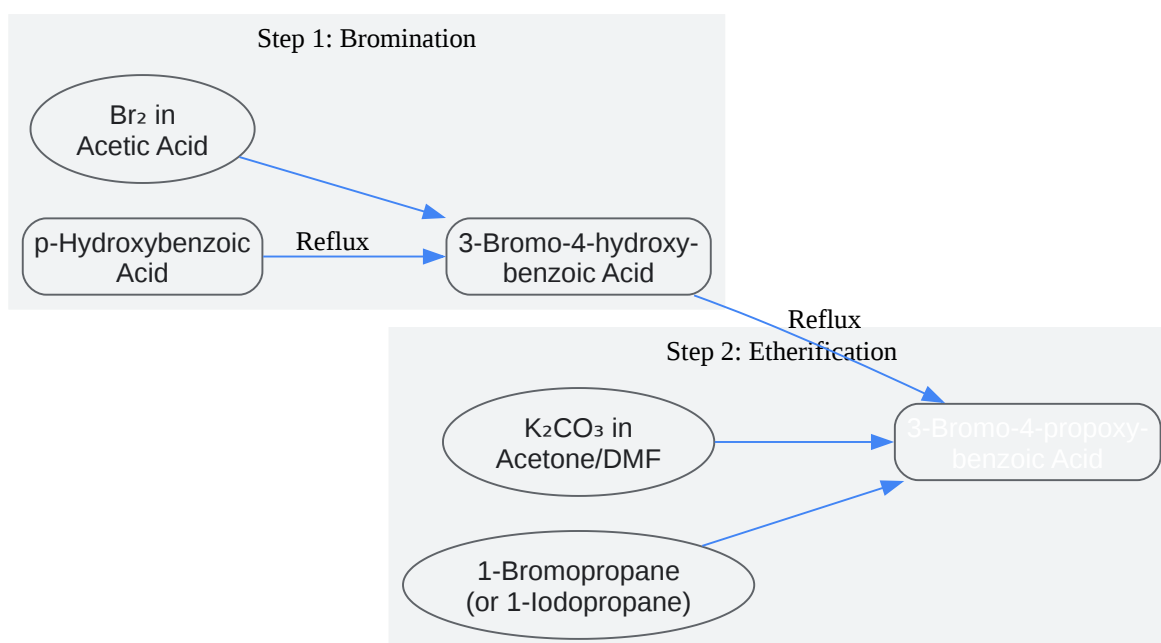 Step 1: Bromination
Br₂ in
Acetic Acid
p-Hydroxybenzoic
Acid
Reflux
3-Bromo-4-hydroxy-
benzoic Acid
Reflux
Step 2: Etherification
K₂CO₃ in
Acetone/DMF
3-Bromo-4-propoxy-
benzoic Acid
1-Bromopropane
(or 1-Iodopropane)